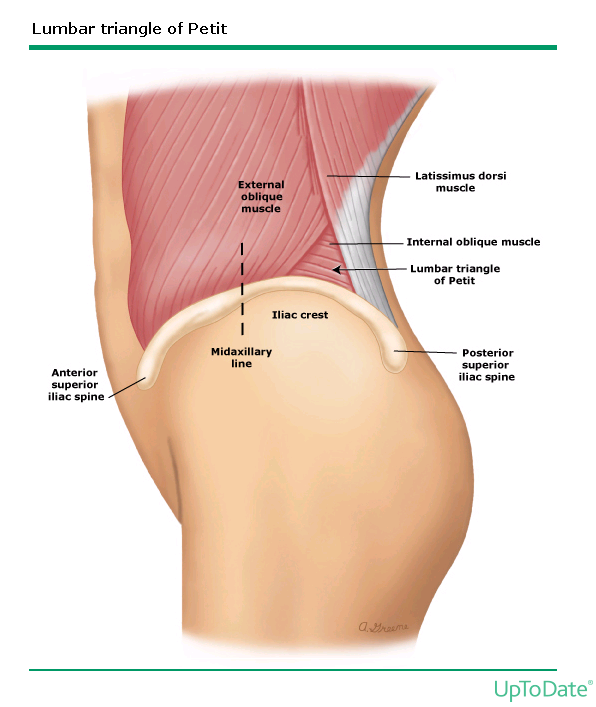 Lumbar triangle of Petit
External
oblique
muscle
Latissimus dorsi
muscle
Internal oblique muscle
Lumbar triangle
of Petit
Iliac crest
Midaxillary
line
Posterior
superior
iliac spine
Anterior
superior
iliac spine
A. Greene
UpToDate®